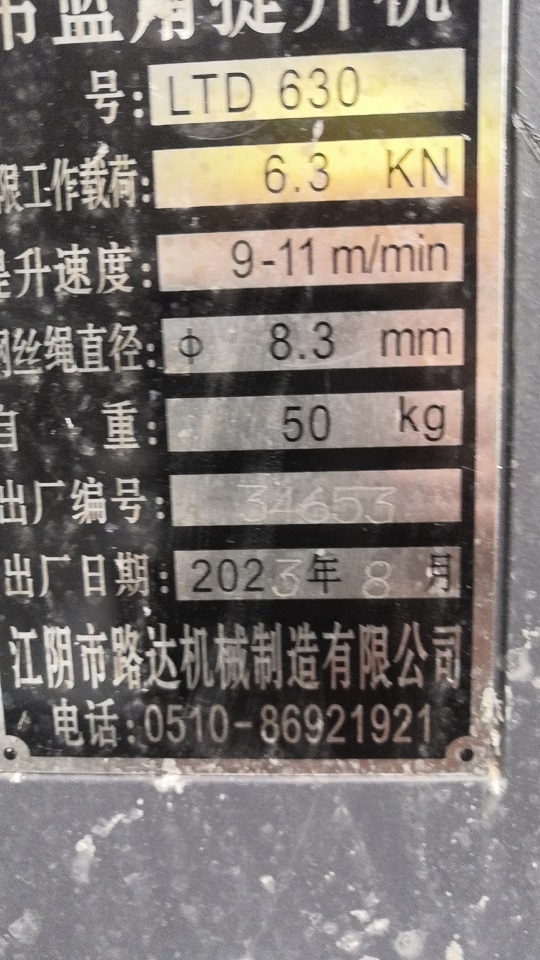 吊篮用提升机
号: LTD 630
限工作载荷: 6.3 KN
提升速度: 9-11 m/min
钢丝绳直径: φ 8.3 mm
自 重: 50 kg
出厂编号: 34653
出厂日期: 2023年 8 月
江阴市路达机械制造有限公司
电话:0510-86921921